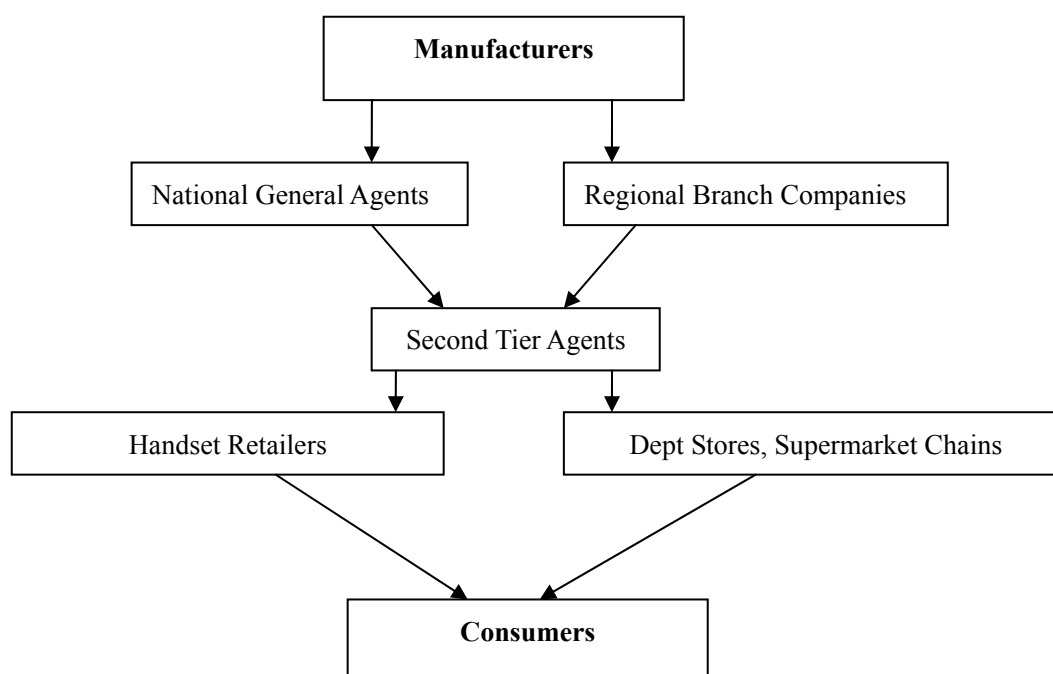 Manufacturers
National General Agents
Regional Branch Companies
Second Tier Agents
Handset Retailers
Dept Stores, Supermarket Chains
Consumers